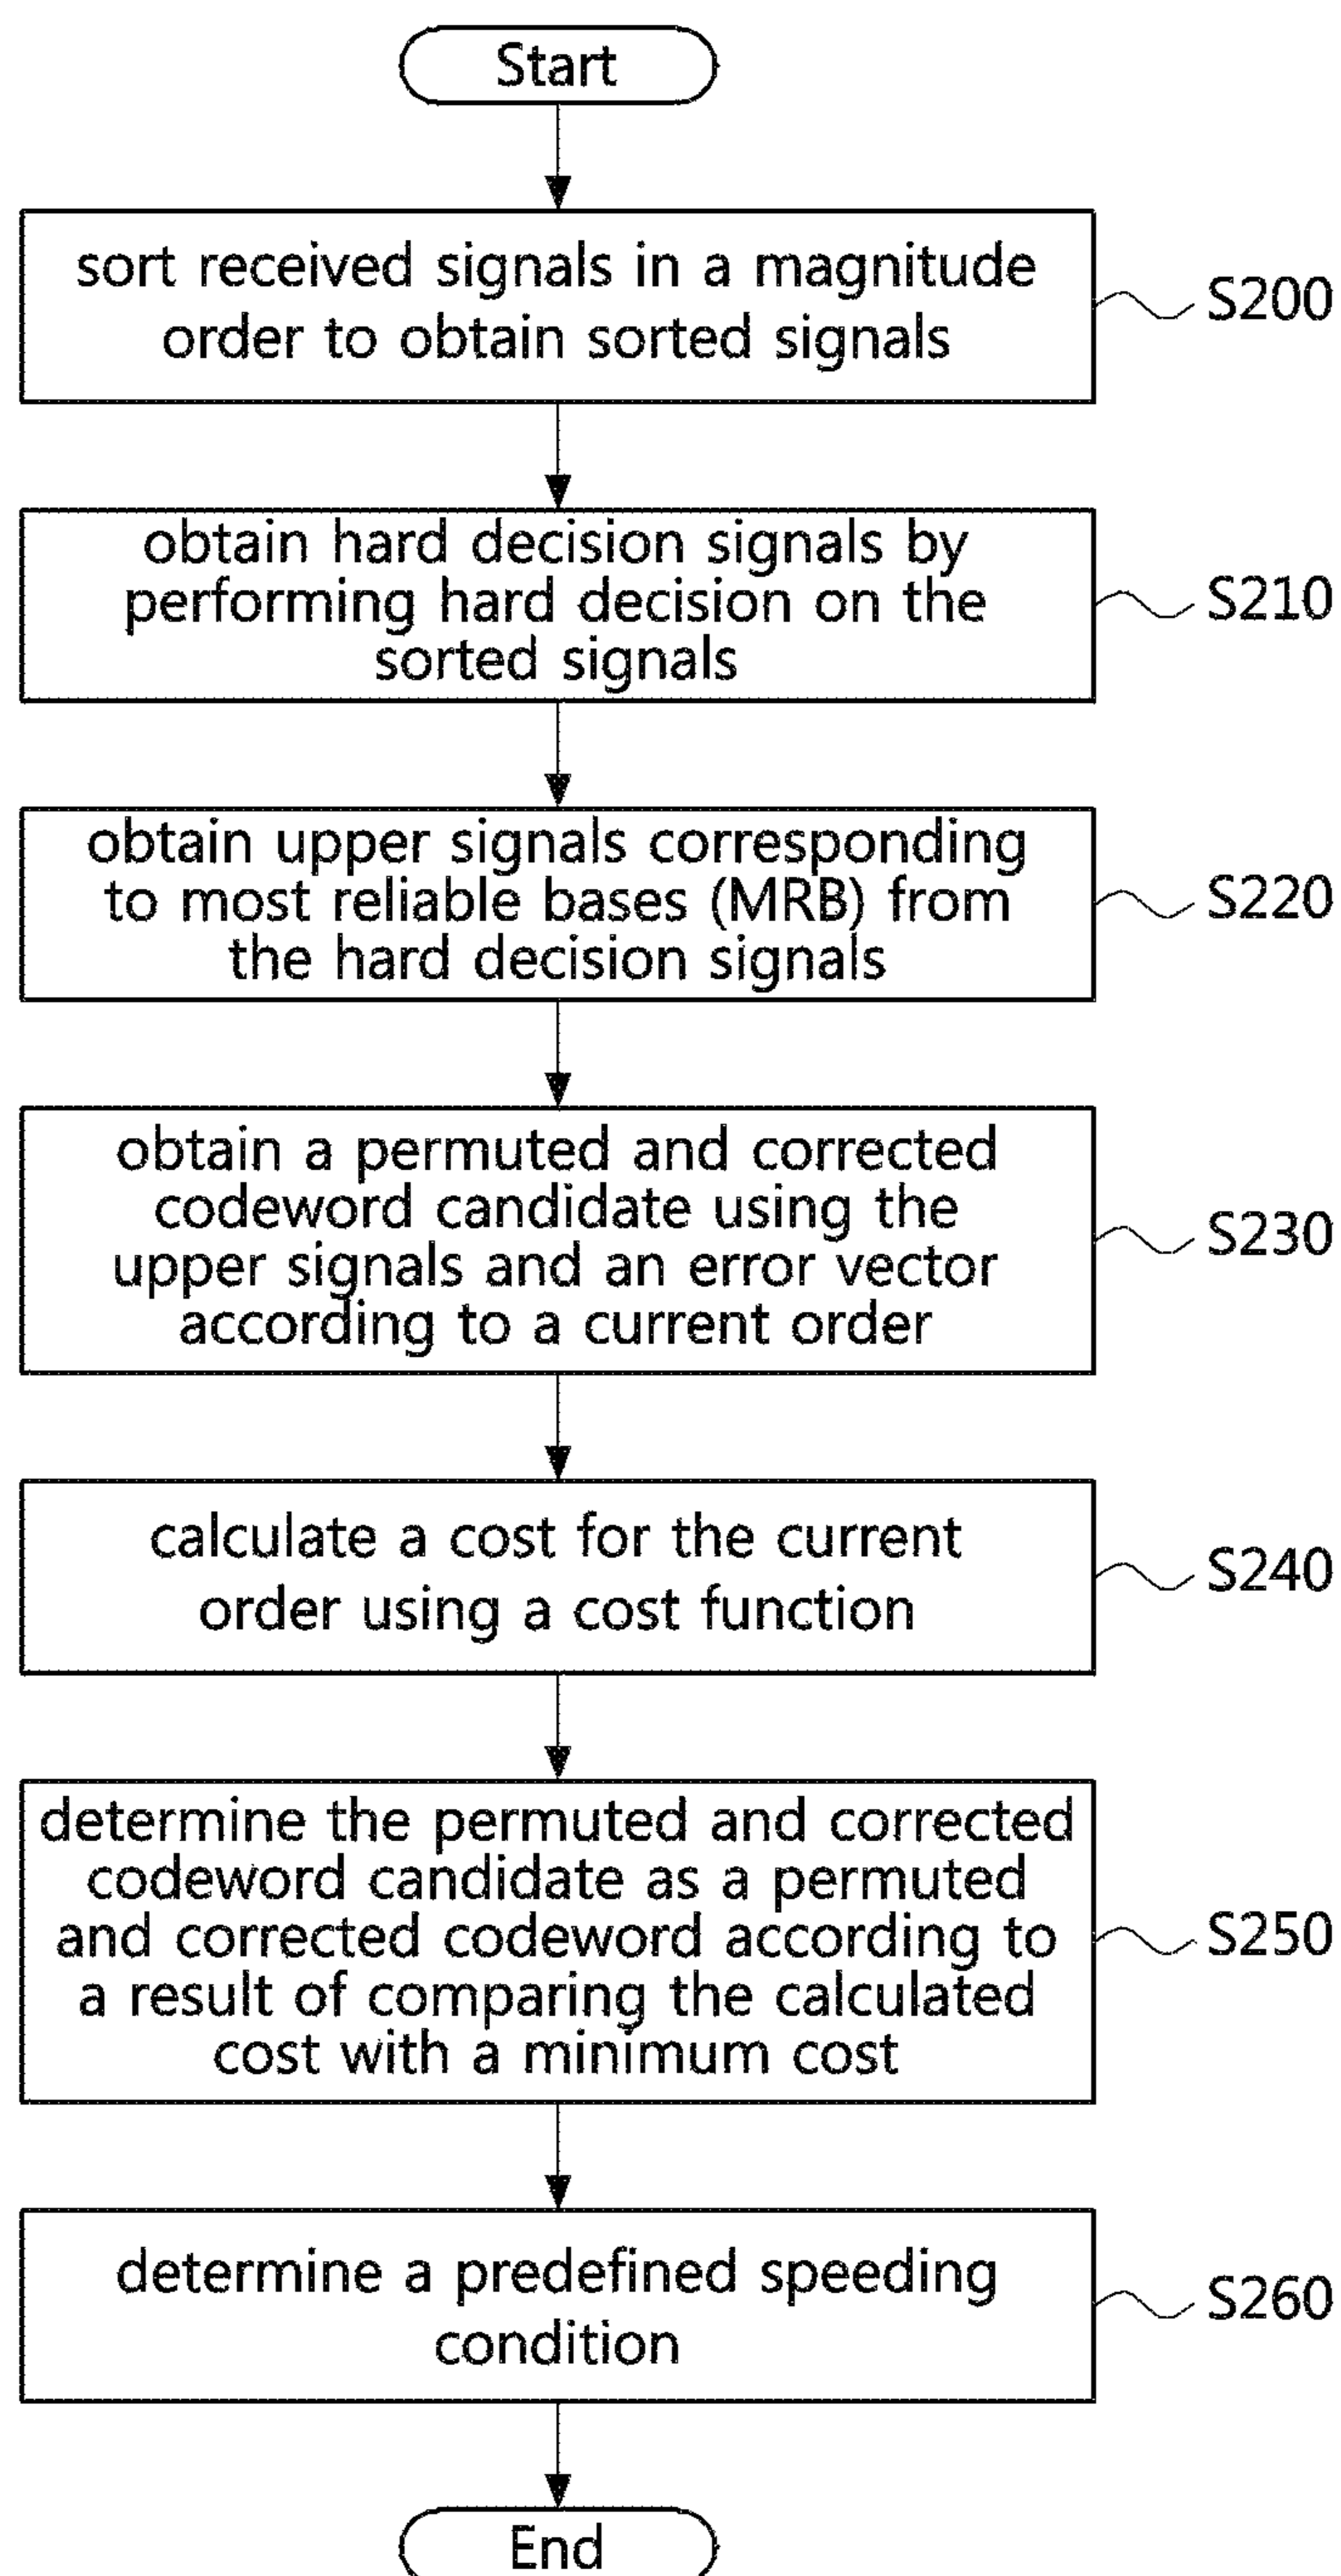 Start
sort received signals in a magnitude
order to obtain sorted signals
S200
obtain hard decision signals by
performing hard decision on the
sorted signals
S210
obtain upper signals corresponding
to most reliable bases (MRB) from
the hard decision signals
S220
obtain a permuted and corrected
codeword candidate using the
upper signals and an error vector
according to a current order
S230
calculate a cost for the current
order using a cost function
S240
determine the permuted and corrected
codeword candidate as a permuted
and corrected codeword according to
a result of comparing the calculated
cost with a minimum cost
S250
determine a predefined speeding
condition
S260
End